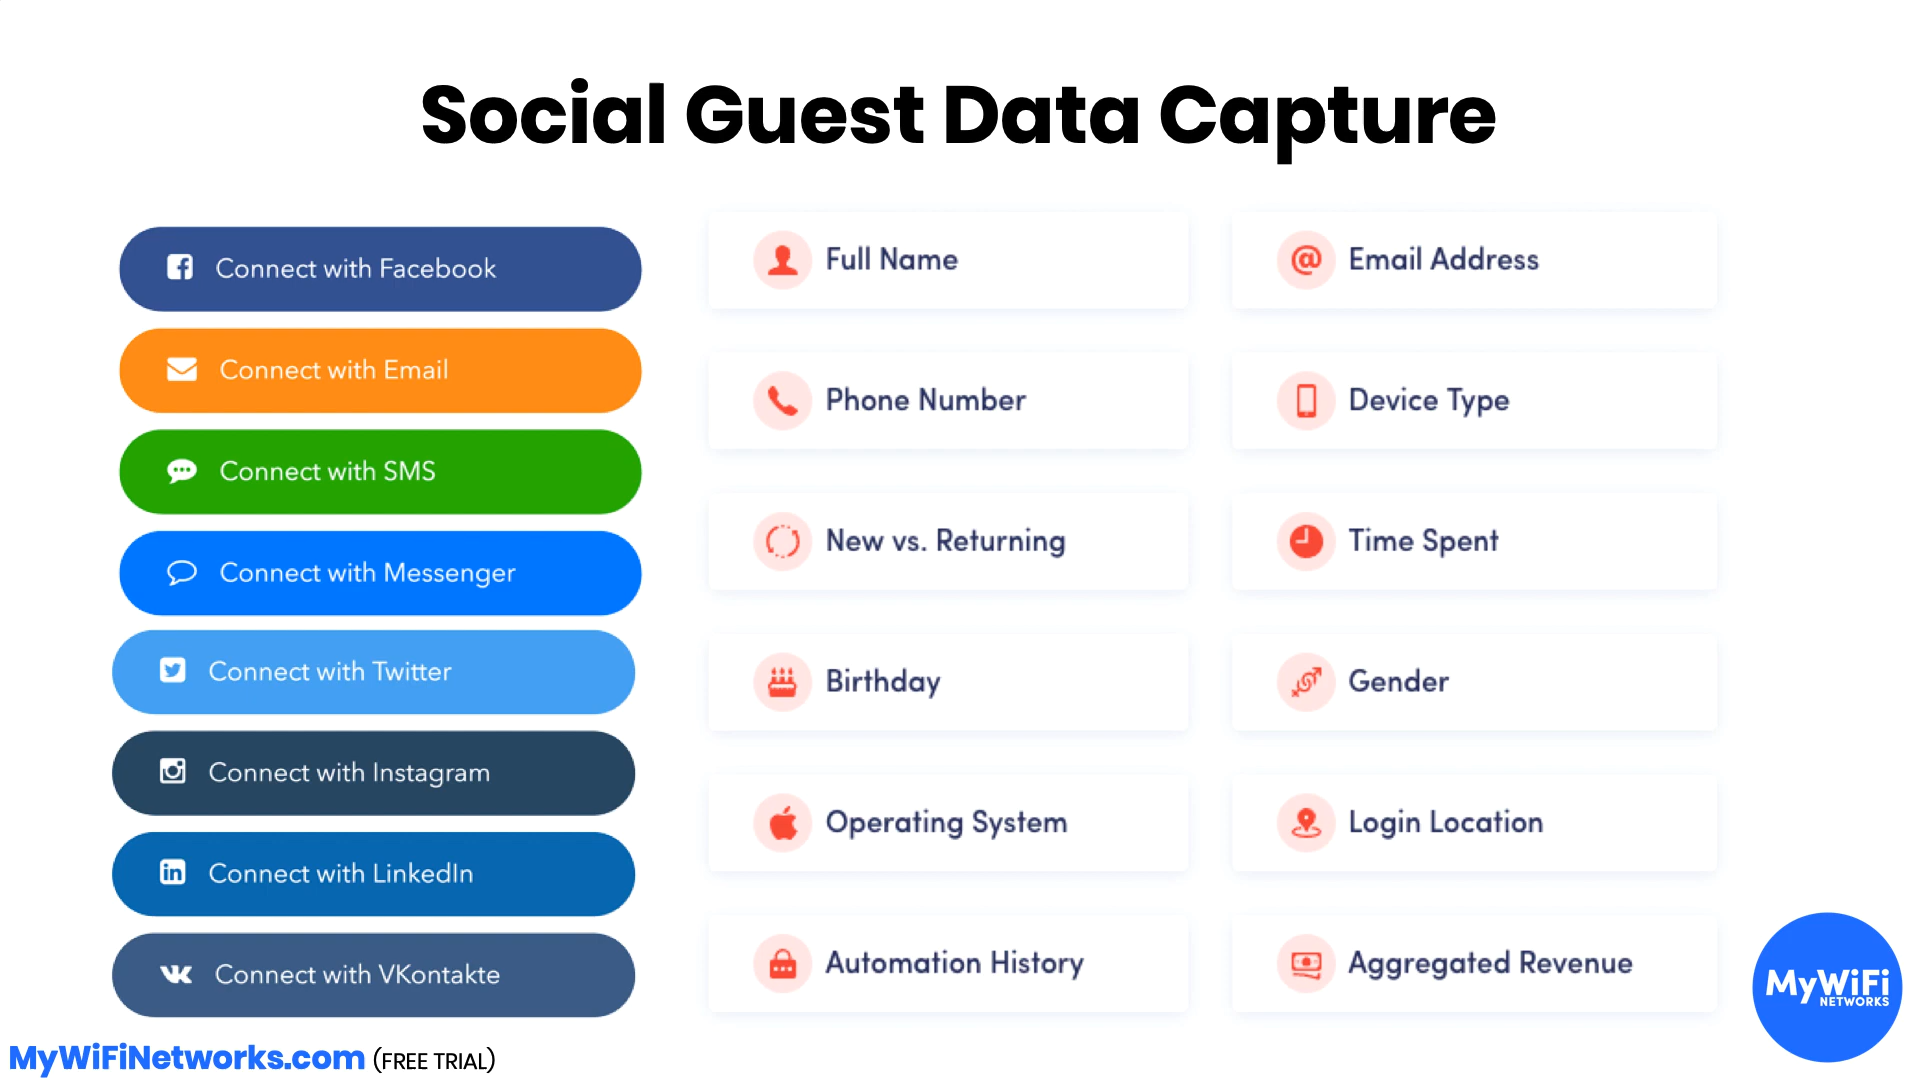 Social Guest Data Capture
Connect with Facebook
Connect with Email
Connect with SMS
Connect with Messenger
Connect with Twitter
Connect with Instagram
Connect with LinkedIn
Connect with VKontakte
Full Name
Email Address
Phone Number
Device Type
New vs. Returning
Time Spent
Birthday
Gender
Operating System
Login Location
Automation History
Aggregated Revenue
MyWiFi
NETWORKS
MyWiFiNetworks.com (FREE TRIAL)